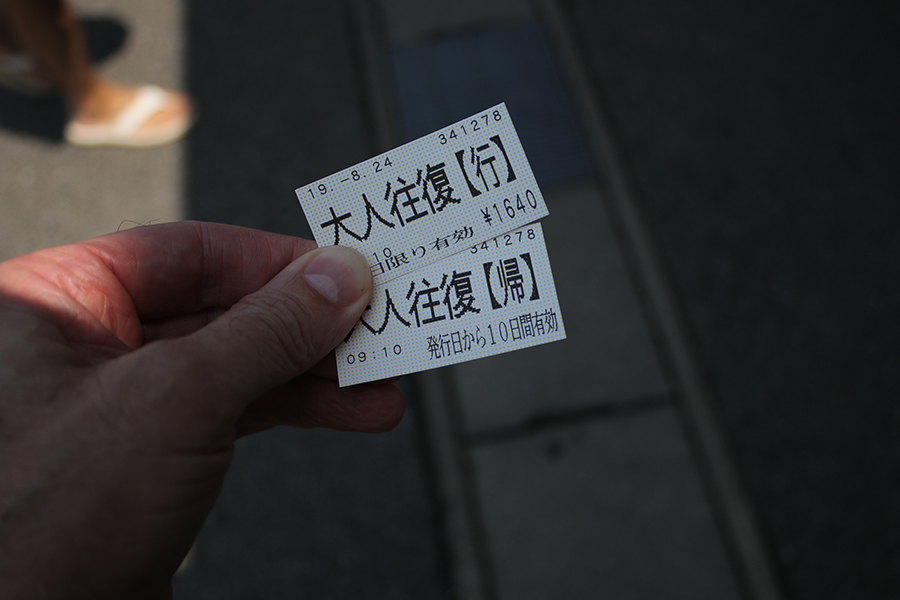 19.-8.24 341278
大人往復【行】
¥1640
10
日限り有効
341278
大人往復【帰】
09:10 発行日から10日間有効